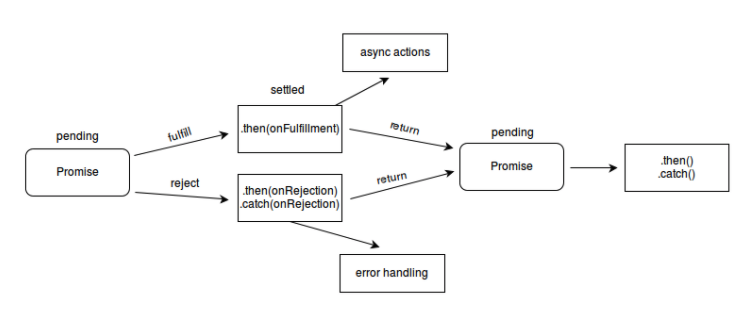 async actions
settled
pending
fulfill
.then(onFulfillment)
return
pending
Promise
reject
.then(onRejection)
.catch(onRejection)
return
Promise
.then()
.catch()
error handling